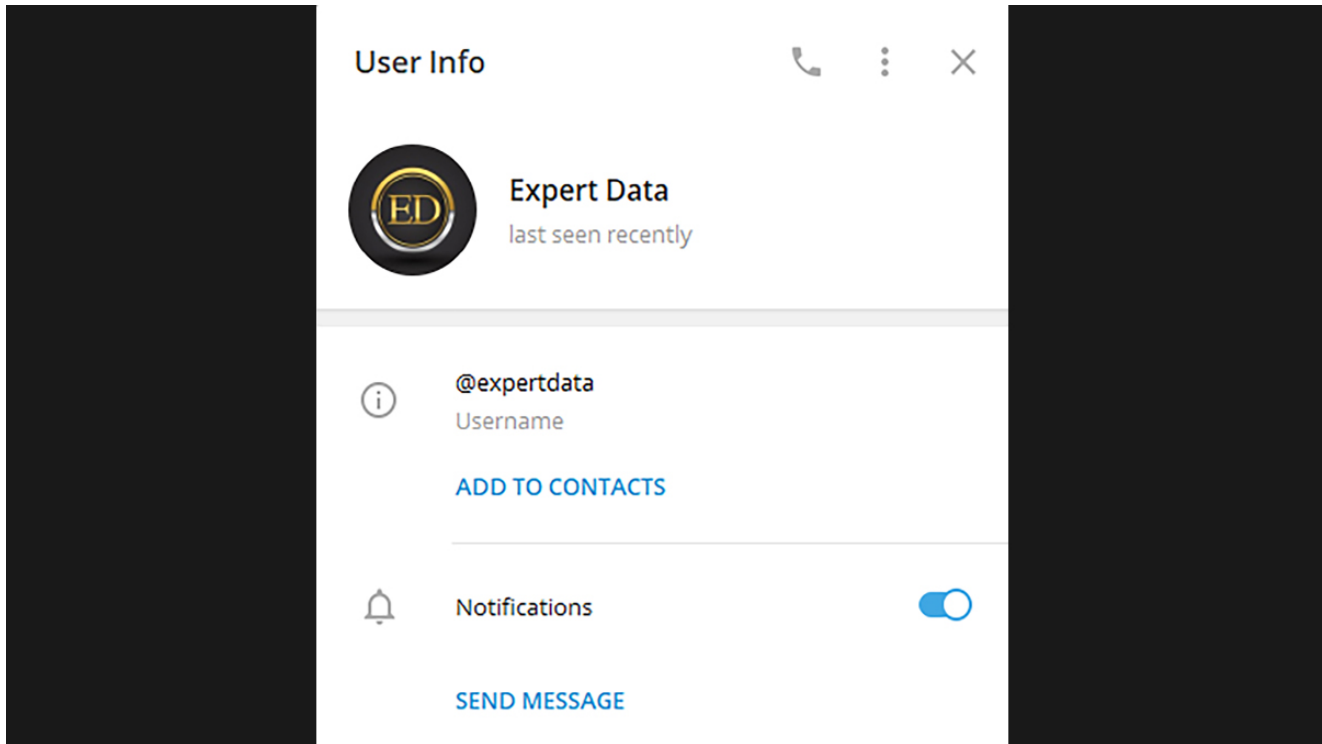 User Info
ED
Expert Data
last seen recently
@expertdata
Username
ADD TO CONTACTS
Notifications
SEND MESSAGE